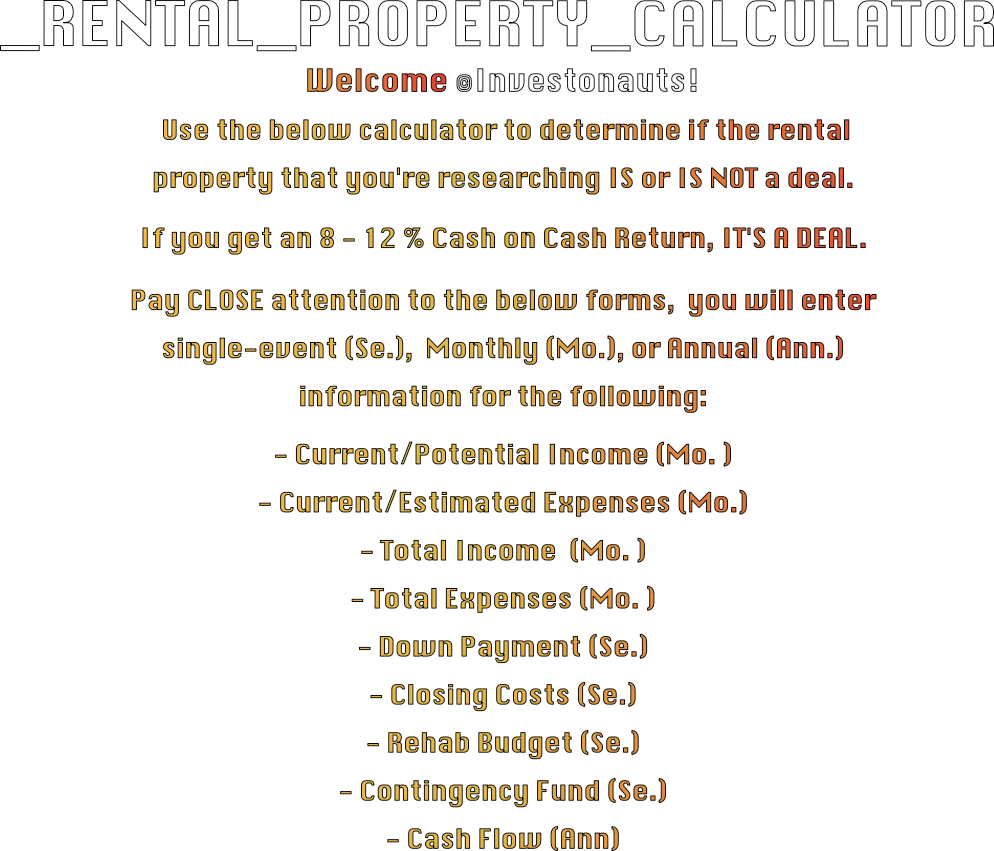 _RENTAL_PROPERTY_CALCULATOR
Welcome @Investonauts!
Use the below calculator to determine if the rental
property that you're researching IS or IS NOT a deal.
If you get an 8 - 12 % Cash on Cash Return, IT'S A DEAL.
Pay CLOSE attention to the below forms,  you will enter
single-event (Se.),  Monthly (Mo.), or Annual (Ann.)
information for the following:
- Current/Potential Income (Mo. )
- Current/Estimated Expenses (Mo.)
- Total Income  (Mo. )
- Total Expenses (Mo. )
- Down Payment (Se.)
- Closing Costs (Se.)
- Rehab Budget (Se.)
- Contingency Fund (Se.)
- Cash Flow (Ann)